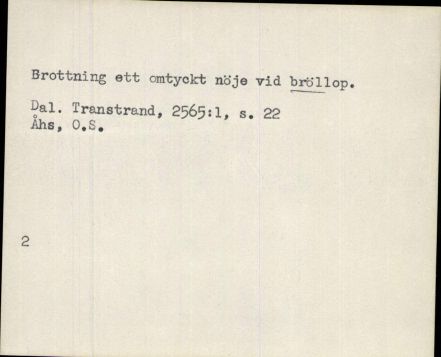 Brottning ett omtyckt nöje vid bröllop.
Dal. Transtrand, 2565:1, s. 22
Åhs, O.S.
2